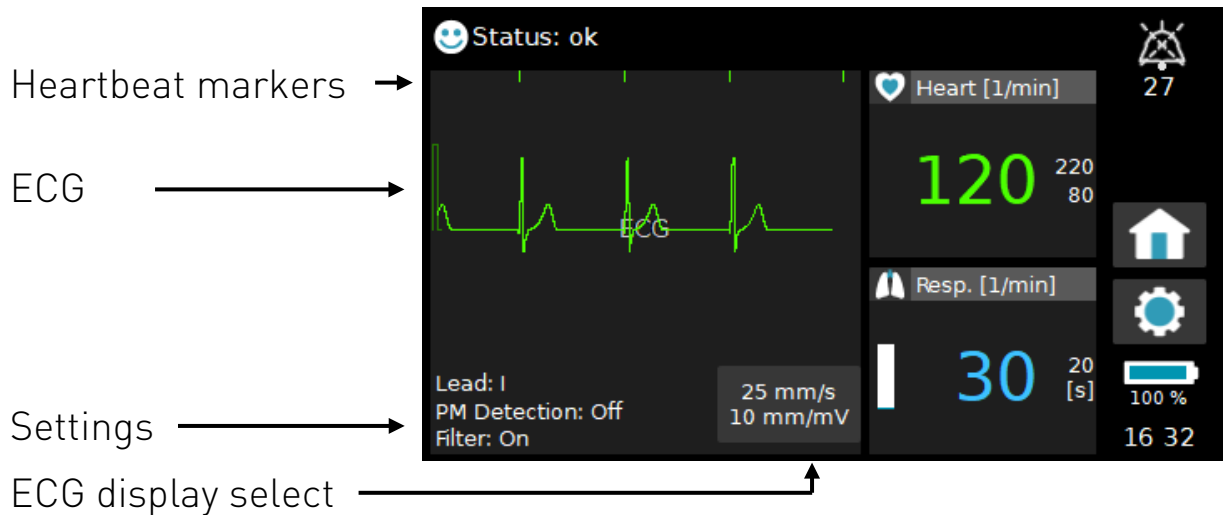 Status: ok
27
Heartbeat markers
Heart [1/min]
120
220
80
ECG
ECG
Resp. [1/min]
30
20
[s]
Lead: I
PM Detection: Off
Filter: On
25 mm/s
10 mm/mV
100 %
16 32
Settings
ECG display select